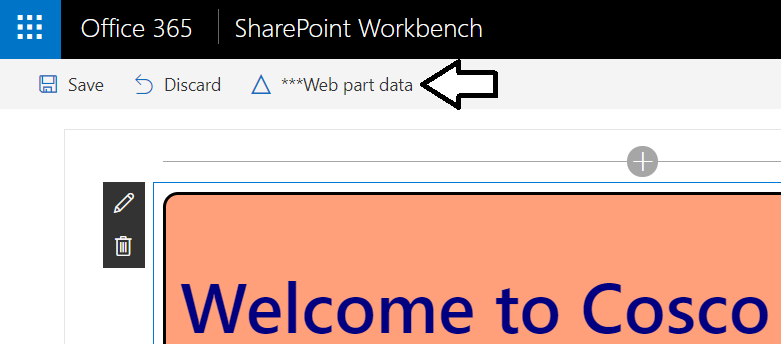 Office 365 SharePoint Workbench
Save Discard ***Web part data
Welcome to Cosco